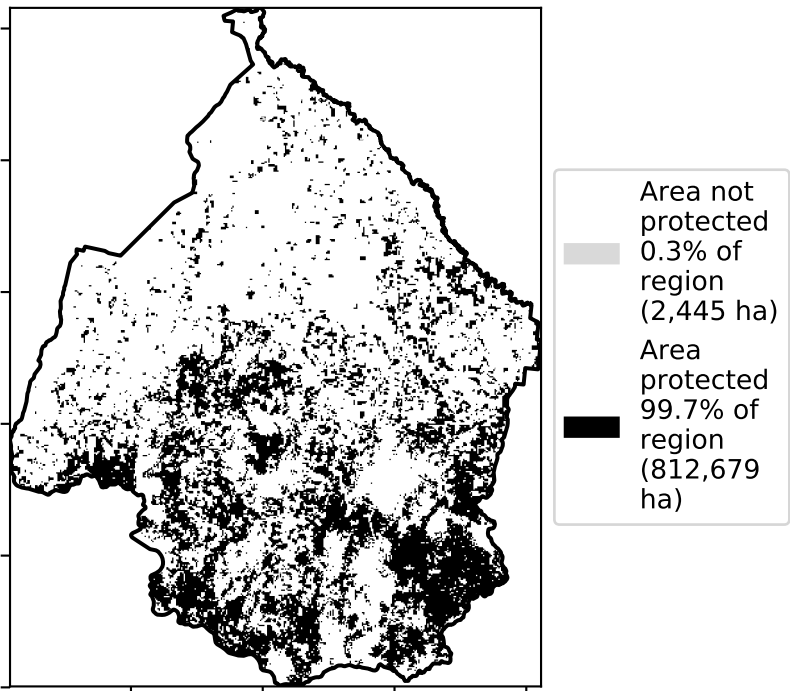 Area not
protected
0.3% of
region
(2,445 ha)
Area
protected
99.7% of
region
(812,679
ha)